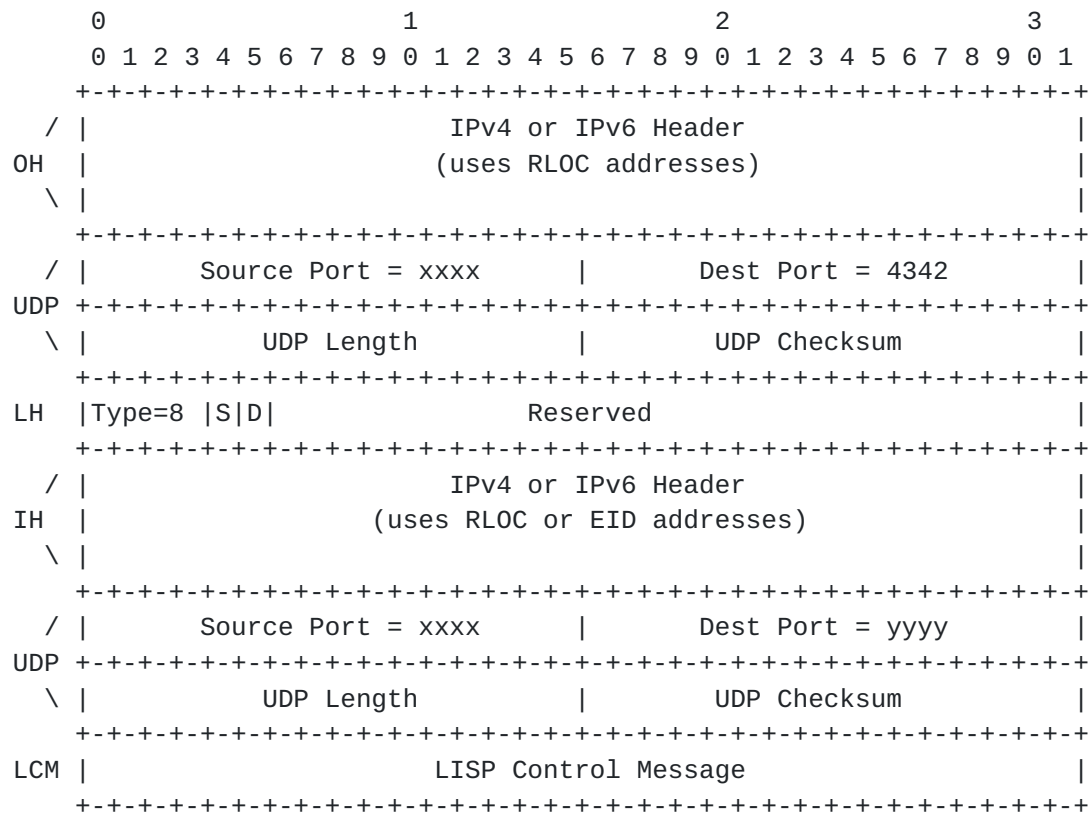 0                   1                   2                   3
 0 1 2 3 4 5 6 7 8 9 0 1 2 3 4 5 6 7 8 9 0 1 2 3 4 5 6 7 8 9 0 1
    +-+-+-+-+-+-+-+-+-+-+-+-+-+-+-+-+-+-+-+-+-+-+-+-+-+-+-+-+-+-+-+-+
  / |                       IPv4 or IPv6 Header                     |
OH  |                      (uses RLOC addresses)                    |
  \ |                                                               |
    +-+-+-+-+-+-+-+-+-+-+-+-+-+-+-+-+-+-+-+-+-+-+-+-+-+-+-+-+-+-+-+-+
  / |       Source Port = xxxx      |       Dest Port = 4342        |
UDP +-+-+-+-+-+-+-+-+-+-+-+-+-+-+-+-+-+-+-+-+-+-+-+-+-+-+-+-+-+-+-+-+
  \ |           UDP Length          |        UDP Checksum           |
    +-+-+-+-+-+-+-+-+-+-+-+-+-+-+-+-+-+-+-+-+-+-+-+-+-+-+-+-+-+-+-+-+
LH  |Type=8 |S|D|                Reserved                           |
    +-+-+-+-+-+-+-+-+-+-+-+-+-+-+-+-+-+-+-+-+-+-+-+-+-+-+-+-+-+-+-+-+
  / |                       IPv4 or IPv6 Header                     |
IH  |                  (uses RLOC or EID addresses)                 |
  \ |                                                               |
    +-+-+-+-+-+-+-+-+-+-+-+-+-+-+-+-+-+-+-+-+-+-+-+-+-+-+-+-+-+-+-+-+
  / |       Source Port = xxxx      |       Dest Port = yyyy        |
UDP +-+-+-+-+-+-+-+-+-+-+-+-+-+-+-+-+-+-+-+-+-+-+-+-+-+-+-+-+-+-+-+-+
  \ |           UDP Length          |        UDP Checksum           |
    +-+-+-+-+-+-+-+-+-+-+-+-+-+-+-+-+-+-+-+-+-+-+-+-+-+-+-+-+-+-+-+-+
LCM |                      LISP Control Message                     |
    +-+-+-+-+-+-+-+-+-+-+-+-+-+-+-+-+-+-+-+-+-+-+-+-+-+-+-+-+-+-+-+-+